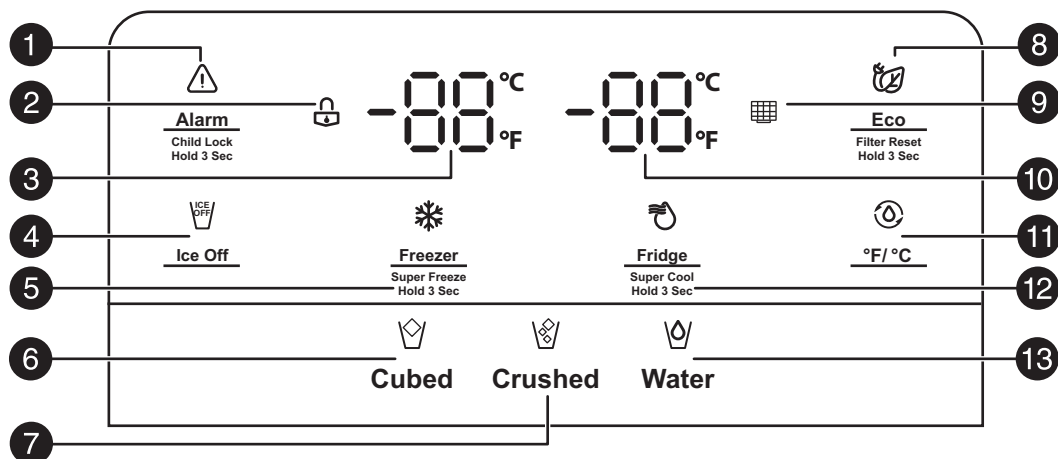 1
8
2
-88 °C
-88 °C
9
Alarm
Eco
Child Lock
Hold 3 Sec
°F
°F
Filter Reset
Hold 3 Sec
3
10
ICE
OFF
4
11
Ice Off
Freezer
Fridge
°F/ °C
Super Freeze
Hold 3 Sec
Super Cool
Hold 3 Sec
5
12
6
13
Cubed
Crushed
Water
7